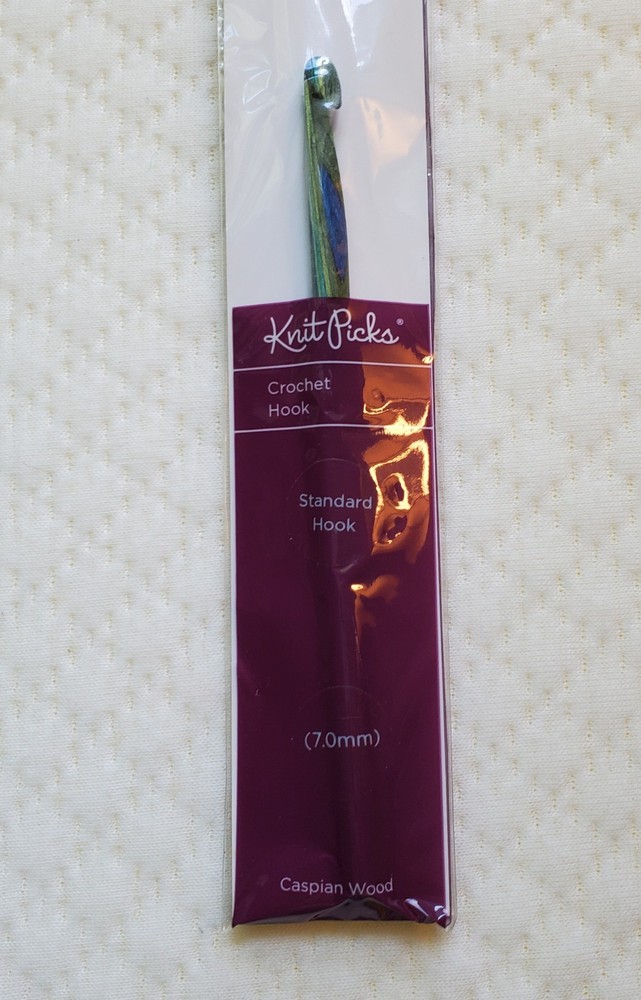 Knit Picks®
Crochet
Hook
Standard
Hook
(7.0mm)
Caspian Wood